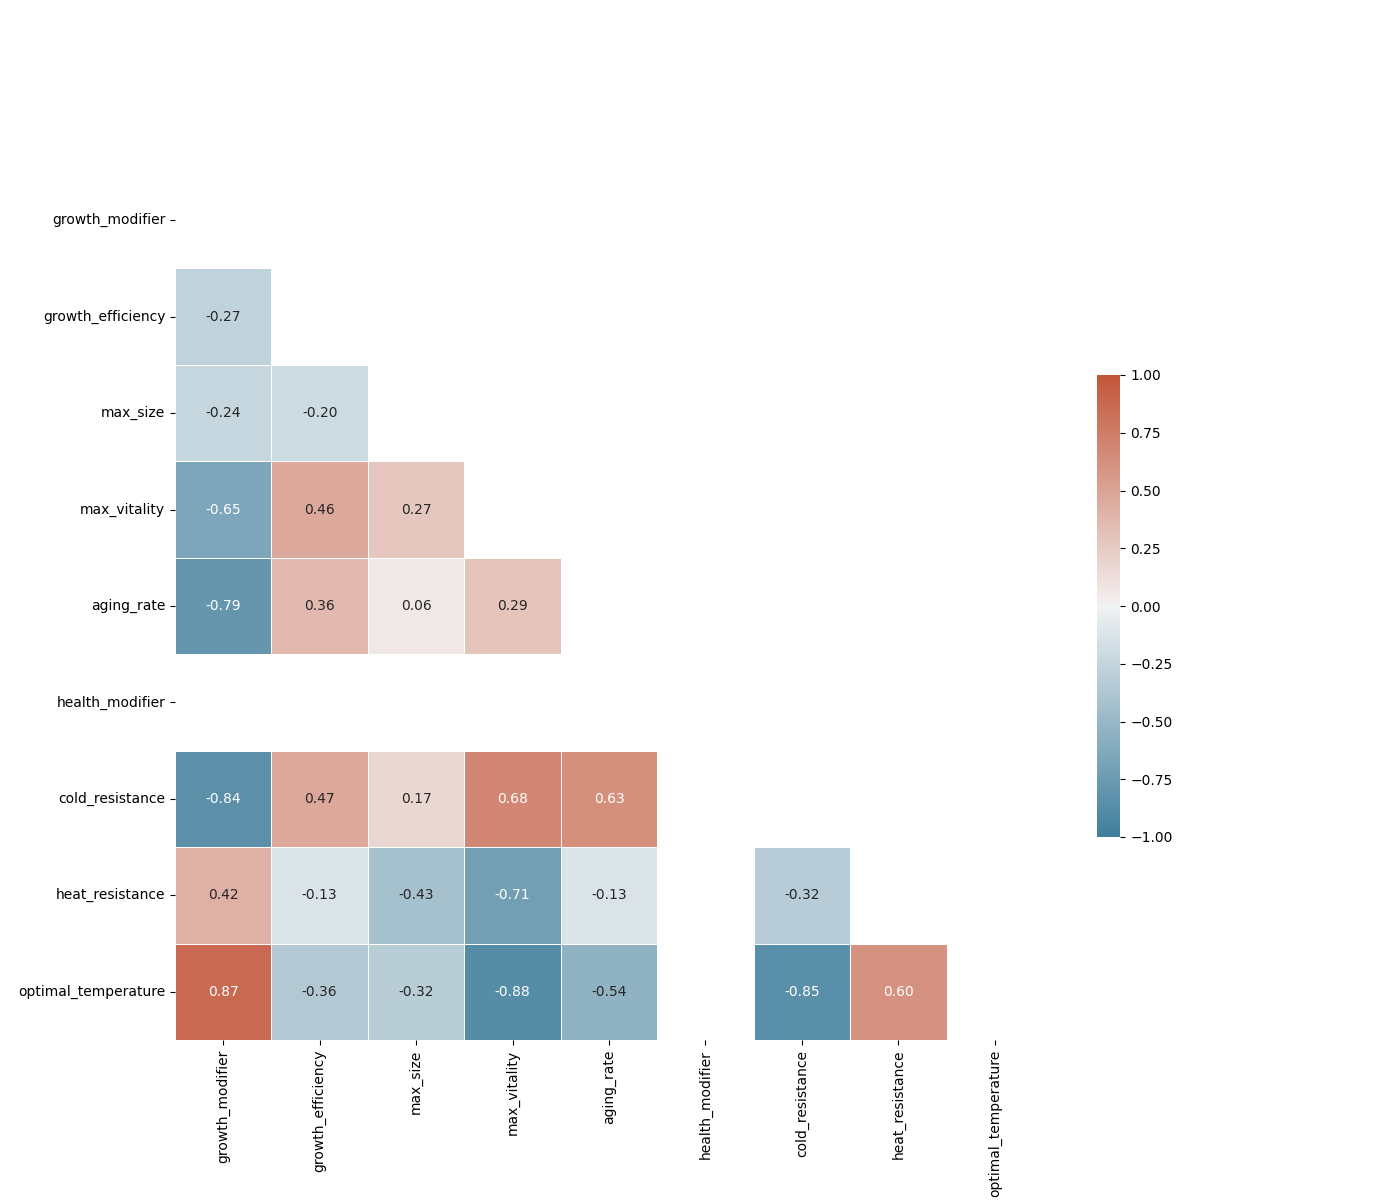 growth_modifier
growth_efficiency
-0.27
max_size
-0.24 -0.20
max_vitality
-0.65 0.46 0.27
aging_rate
-0.79 0.36 0.06 0.29
health_modifier
cold_resistance
-0.84 0.47 0.17 0.68 0.63
heat_resistance
0.42 -0.13 -0.43 -0.71 -0.13 -0.32
optimal_temperature
0.87 -0.36 -0.32 -0.88 -0.54 -0.85 0.60
growth_modifier
growth_efficiency
max_size
max_vitality
aging_rate
health_modifier
cold_resistance
heat_resistance
optimal_temperature
1.00
0.75
0.50
0.25
0.00
−0.25
−0.50
−0.75
−1.00